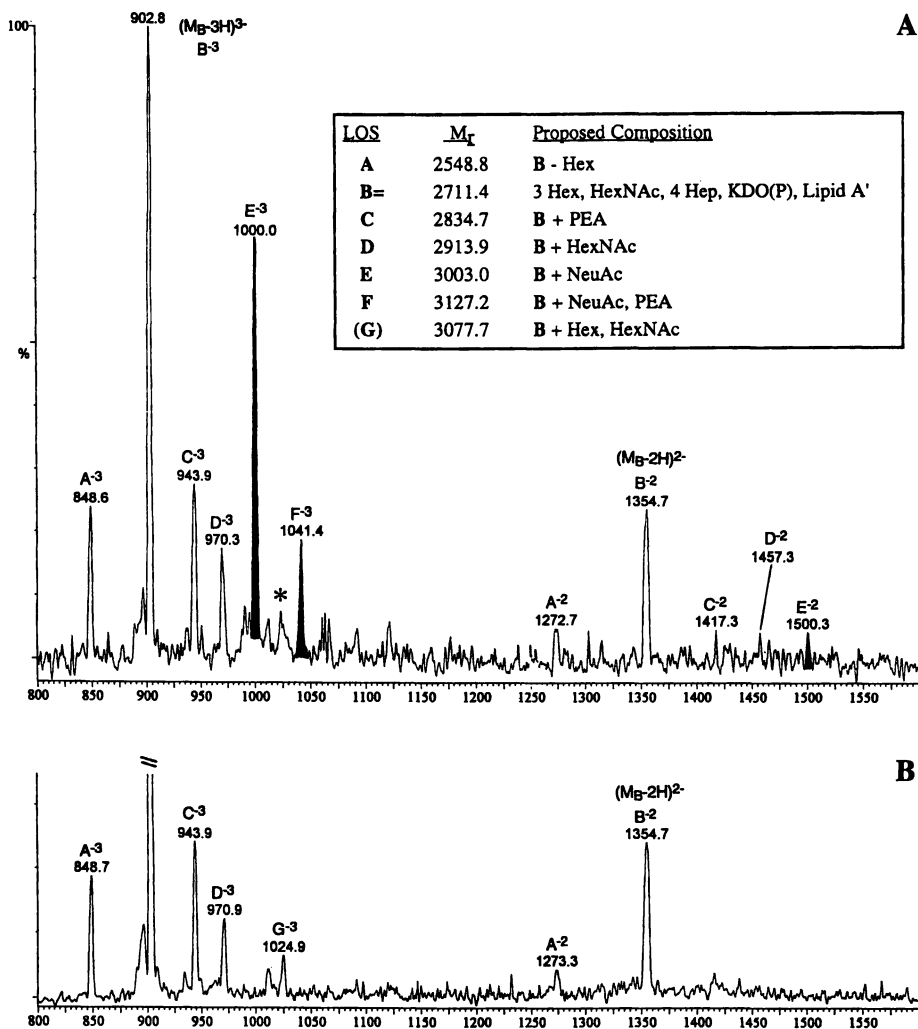 A
100
902.8
(MB-3H)3-
B-3
LOS Mr Proposed Composition
A 2548.8 B - Hex
B= 2711.4 3 Hex, HexNAc, 4 Hep, KDO(P), Lipid A'
C 2834.7 B + PEA
D 2913.9 B + HexNAc
E 3003.0 B + NeuAc
F 3127.2 B + NeuAc, PEA
(G) 3077.7 B + Hex, HexNAc
E-3
1000.0
%
A-3
848.6
C-3
943.9
D-3
970.3
*
F-3
1041.4
A-2
1272.7
(MB-2H)2-
B-2
1354.7
C-2
1417.3
D-2
1457.3
E-2
1500.3
800 850 900 950 1000 1050 1100 1150 1200 1250 1300 1350 1400 1450 1500 1550
B
A-3
848.7
C-3
943.9
D-3
970.9
G-3
1024.9
A-2
1273.3
(MB-2H)2-
B-2
1354.7
800 850 900 950 1000 1050 1100 1150 1200 1250 1300 1350 1400 1450 1500 1550